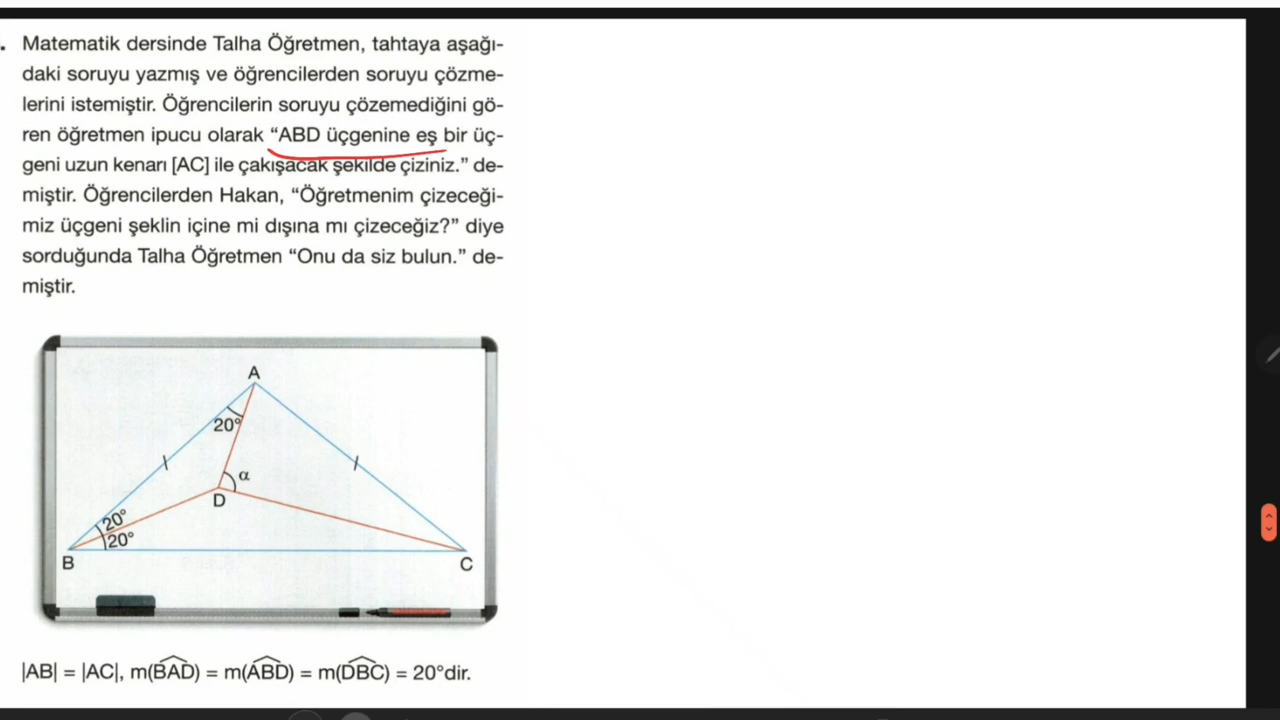 . Matematik dersinde Talha Öğretmen, tahtaya aşağı-
daki soruyu yazmış ve öğrencilerden soruyu çözme-
lerini istemiştir. Öğrencilerin soruyu çözemediğini gö-
ren öğretmen ipucu olarak “ABD üçgenine eş bir üç-
geni uzun kenarı [AC] ile çakışacak şekilde çiziniz.” de-
miştir. Öğrencilerden Hakan, “Öğretmenim çizeceği-
miz üçgeni şeklin içine mi dışına mı çizeceğiz?” diye
sorduğunda Talha Öğretmen “Onu da siz bulun.” de-
miştir.
A
20°
α
D
20°
20°
B
C
|AB| = |AC|, m(BAD) = m(ABD) = m(DBC) = 20°dir.